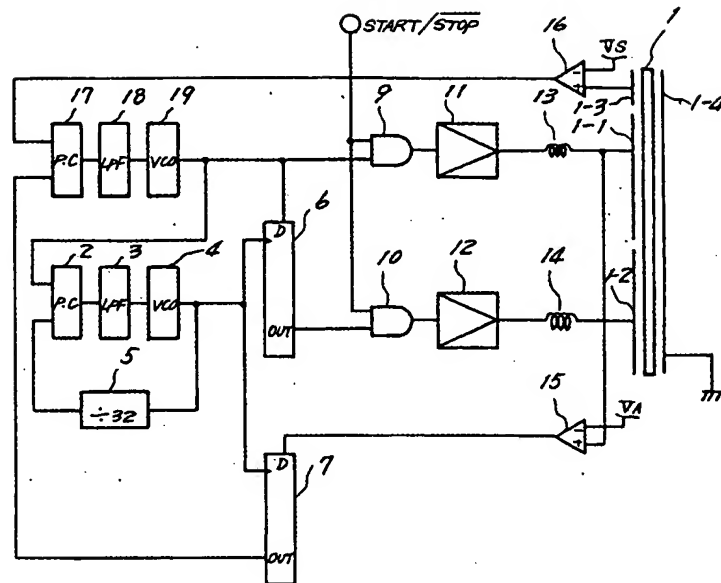 START/STOP
16
VS
1
17
18
19
9
11
13
1-3
1-4
1-1
P.C
LPF
VCO
6
D
2
3
4
10
12
14
1-2
P.C
LPF
VCO
OUT
5
÷32
15
VA
D
7
OUT